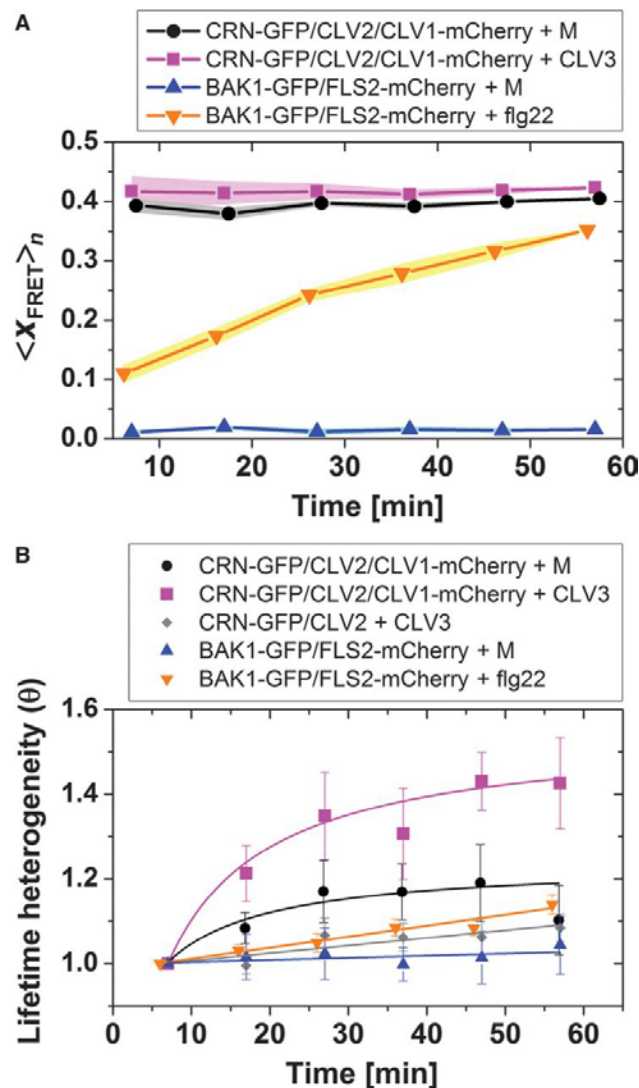 A
CRN-GFP/CLV2/CLV1-mCherry + M
CRN-GFP/CLV2/CLV1-mCherry + CLV3
BAK1-GFP/FLS2-mCherry + M
BAK1-GFP/FLS2-mCherry + flg22
0.5
0.4
0.3
0.2
0.1
0.0
<x_FRET>_n
10 20 30 40 50 60
Time [min]
B
CRN-GFP/CLV2/CLV1-mCherry + M
CRN-GFP/CLV2/CLV1-mCherry + CLV3
CRN-GFP/CLV2 + CLV3
BAK1-GFP/FLS2-mCherry + M
BAK1-GFP/FLS2-mCherry + flg22
1.6
1.4
1.2
1.0
Lifetime heterogeneity (θ)
0 10 20 30 40 50 60
Time [min]